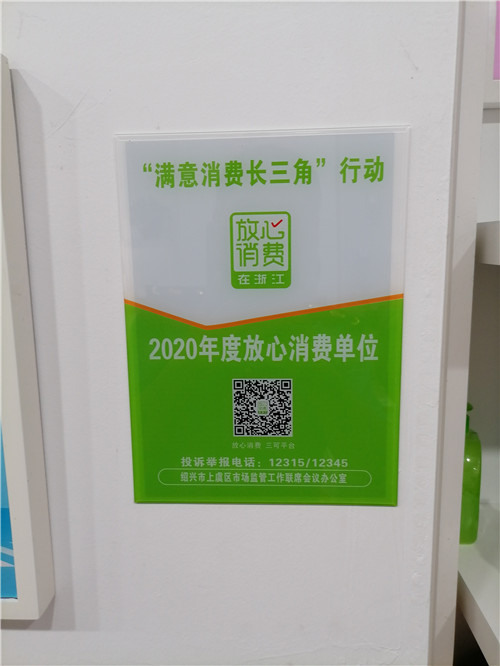 “满意消费长三角”行动
放心
消费
在浙江
2020年度放心消费单位
放心消费 三写平台
投诉举报电话：12315/12345
绍兴市上虞区市场监管工作联席会议办公室